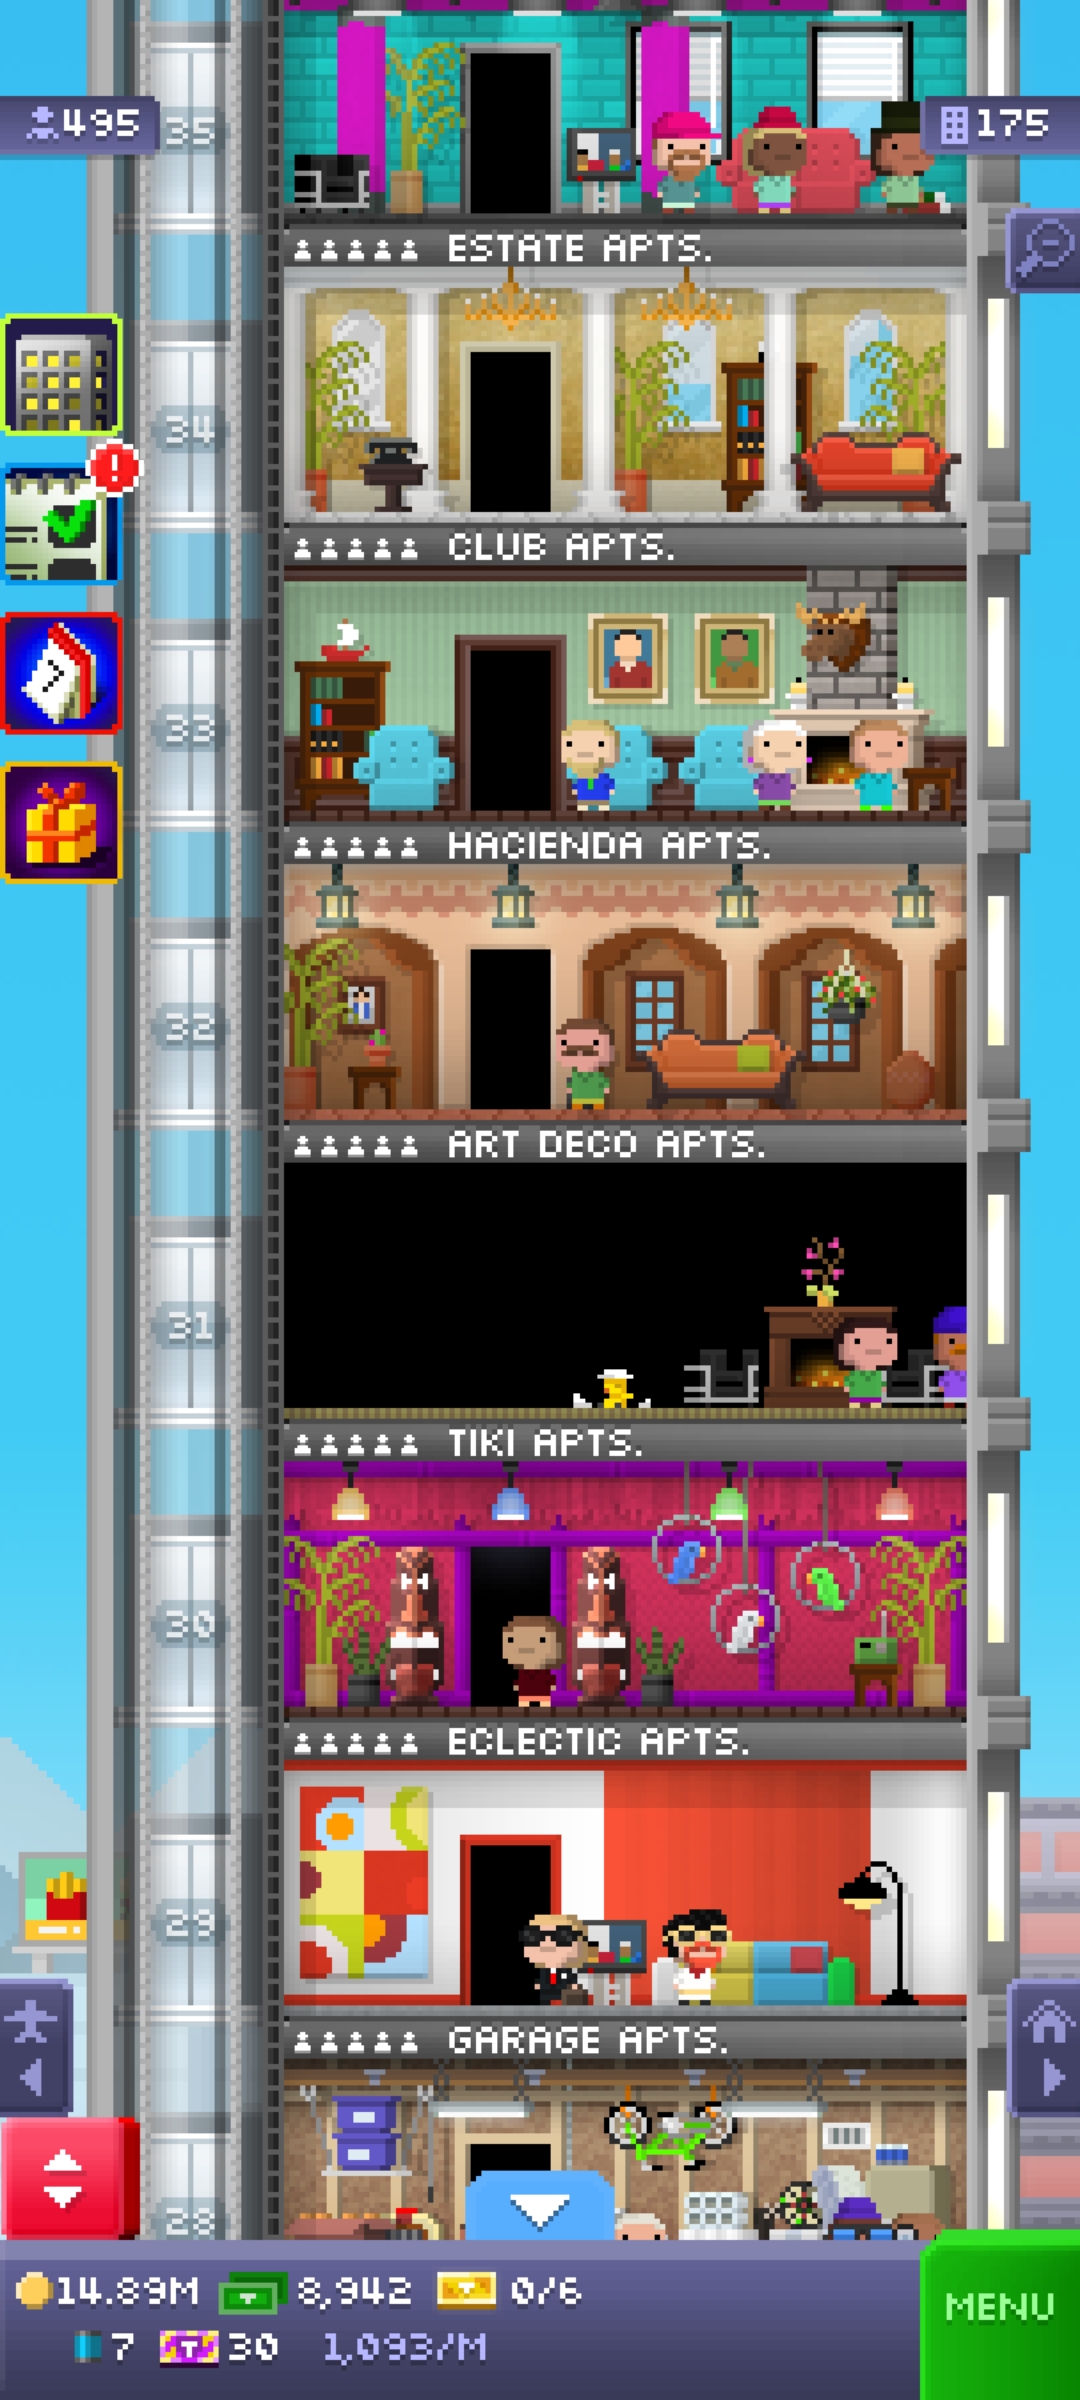 495
35
175
ESTATE APTS.
34
CLUB APTS.
33
HACIENDA APTS.
32
ART DECO APTS.
31
TIKI APTS.
30
ECLECTIC APTS.
29
GARAGE APTS.
28
14.89M 8,942 0/6
MENU
7 T 30 1,093/M